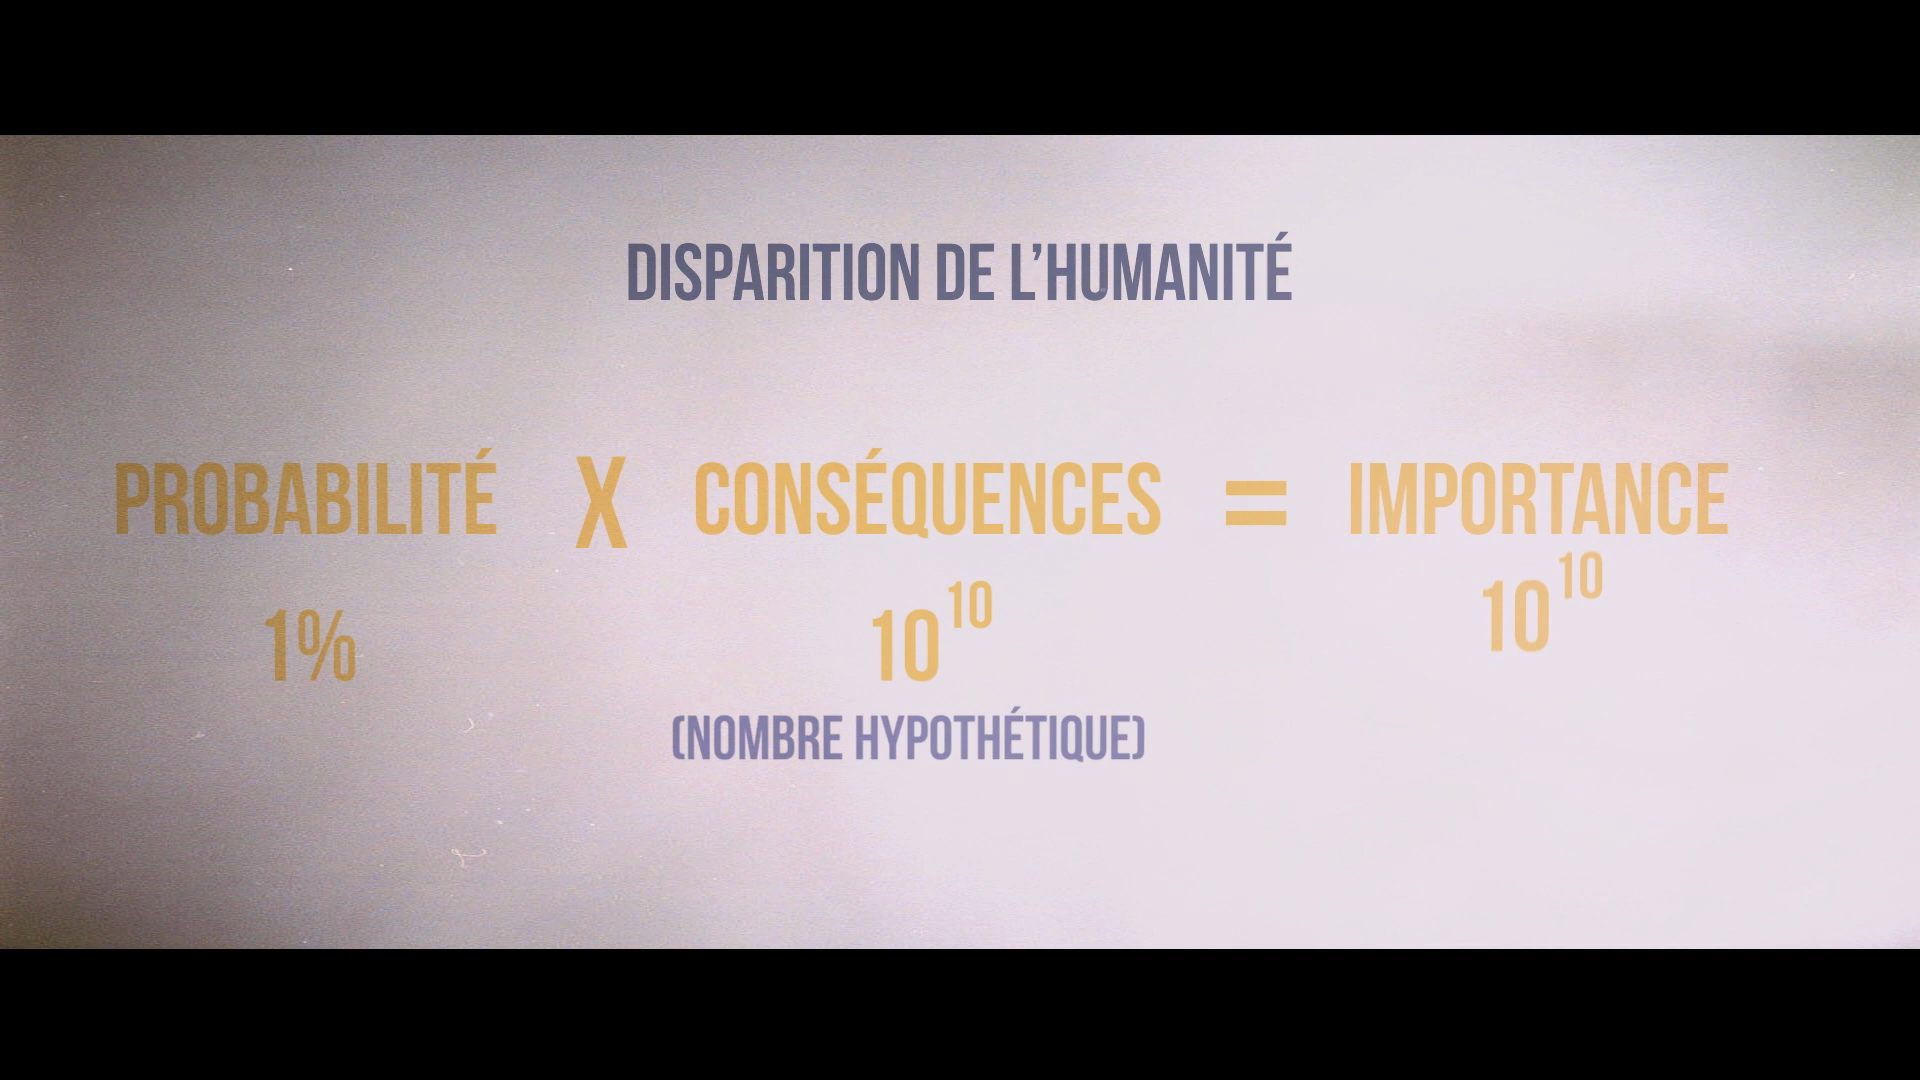 DISPARITION DE L'HUMANITÉ
PROBABILITÉ X CONSÉQUENCES = IMPORTANCE
1% 10^10 10^10
(NOMBRE HYPOTHÉTIQUE)